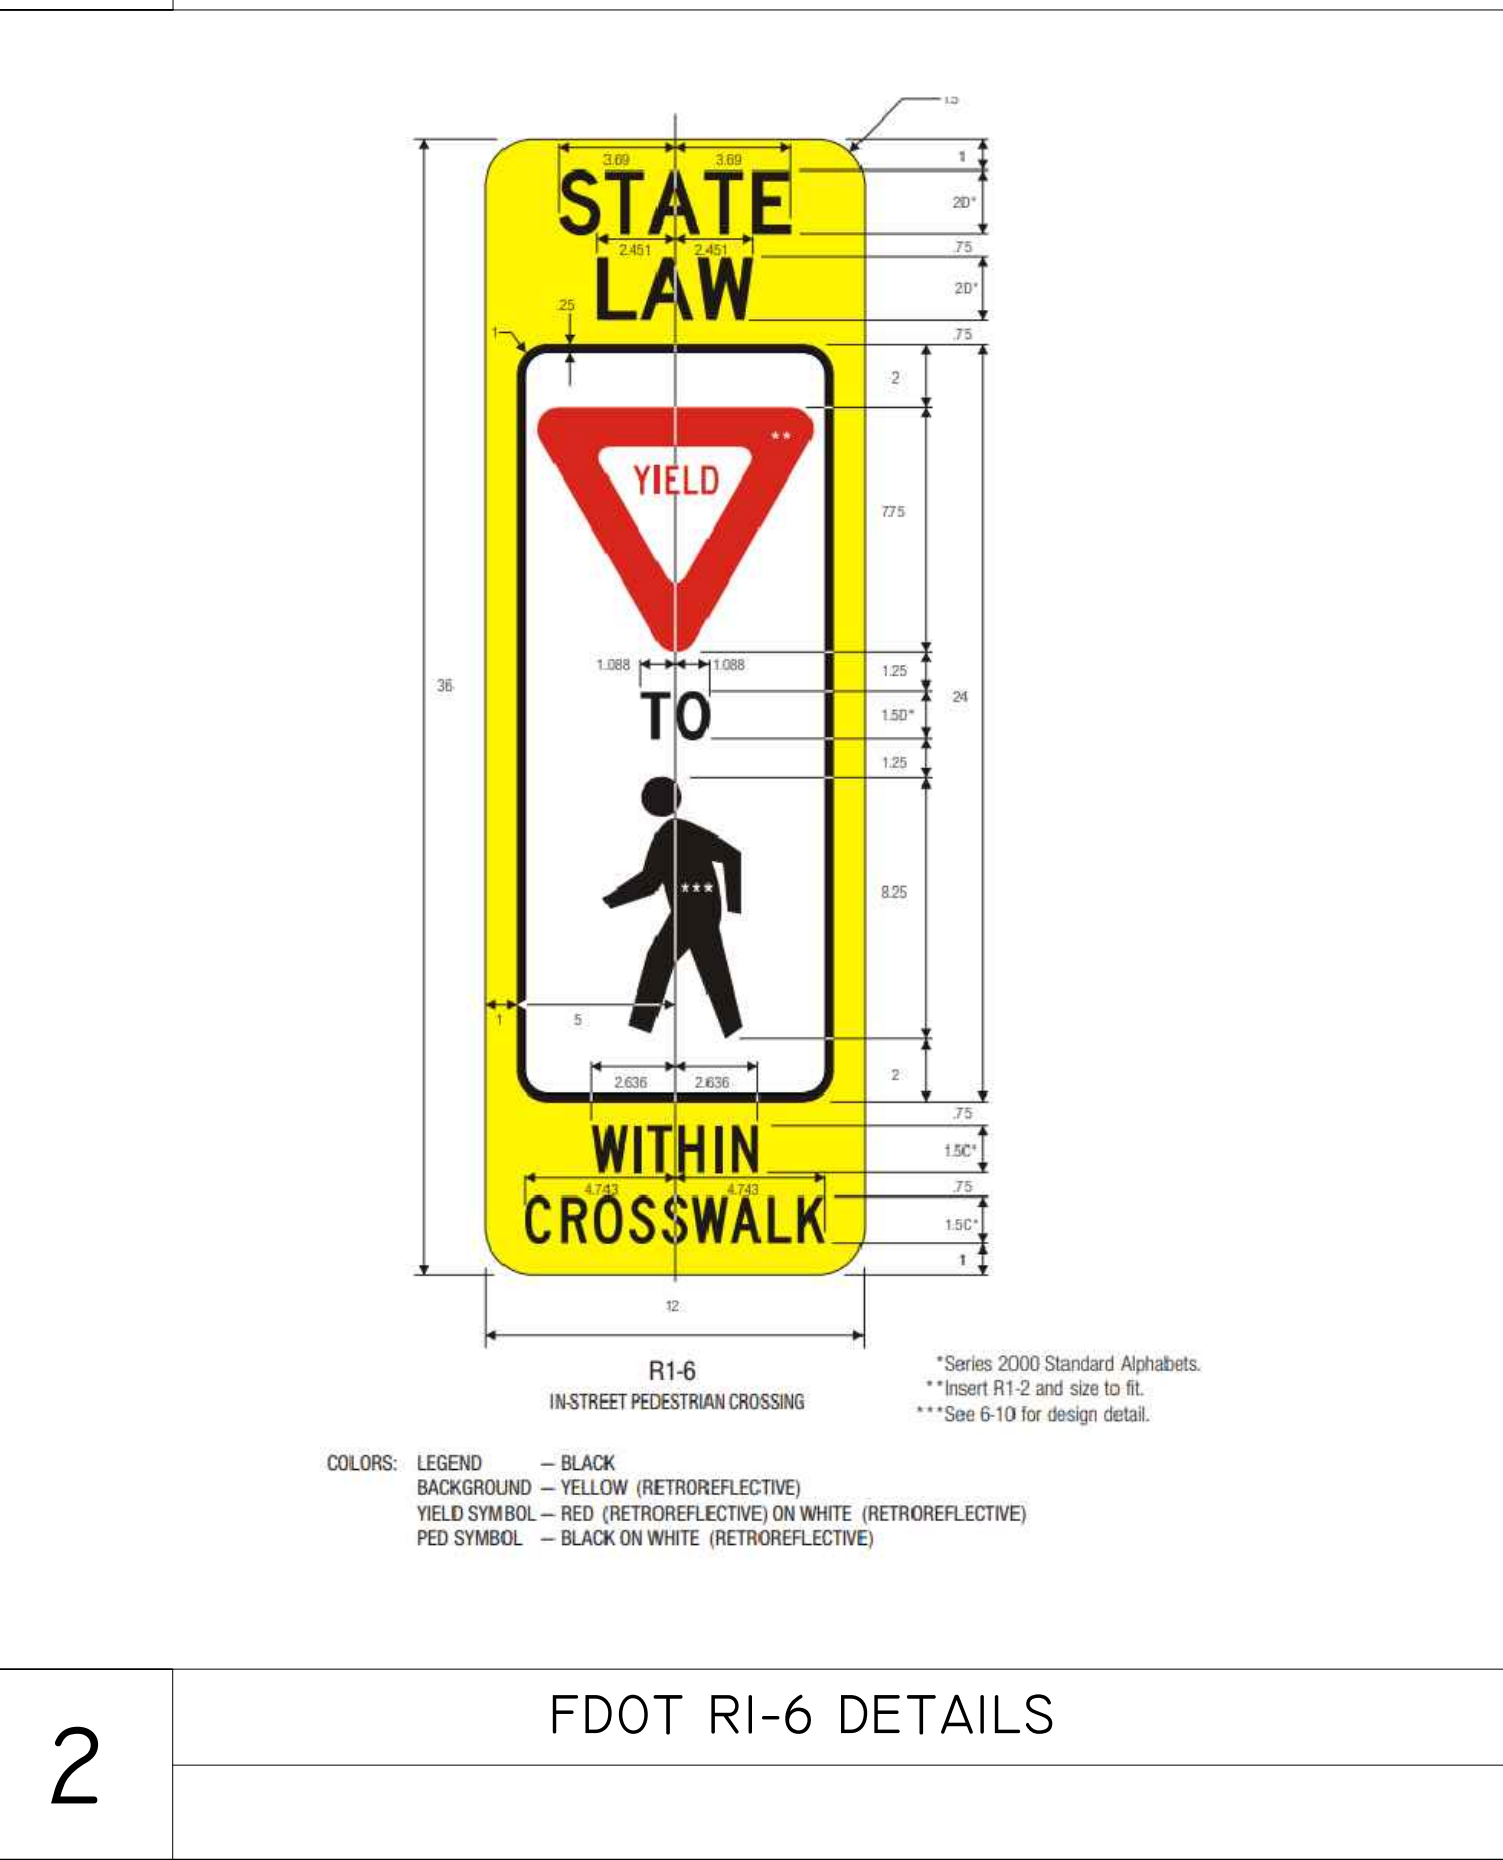 1.5
3.69 3.69
1
STATE
2D*
2.451 2.451
.75
LAW
2D*
.25
1
.75
2
**
YIELD
7.75
1.088 1.088
1.25
36
24
TO
1.5D*
1.25
***
8.25
1 5
2.636 2.636
2
.75
WITHIN
1.5C*
4.743 4.743
.75
CROSSWALK
1.5C*
1
12
R1-6
IN-STREET PEDESTRIAN CROSSING
*Series 2000 Standard Alphabets.
**Insert R1-2 and size to fit.
***See 6-10 for design detail.
COLORS: LEGEND — BLACK
BACKGROUND — YELLOW (RETROREFLECTIVE)
YIELD SYMBOL — RED (RETROREFLECTIVE) ON WHITE (RETROREFLECTIVE)
PED SYMBOL — BLACK ON WHITE (RETROREFLECTIVE)
2
FDOT R1-6 DETAILS